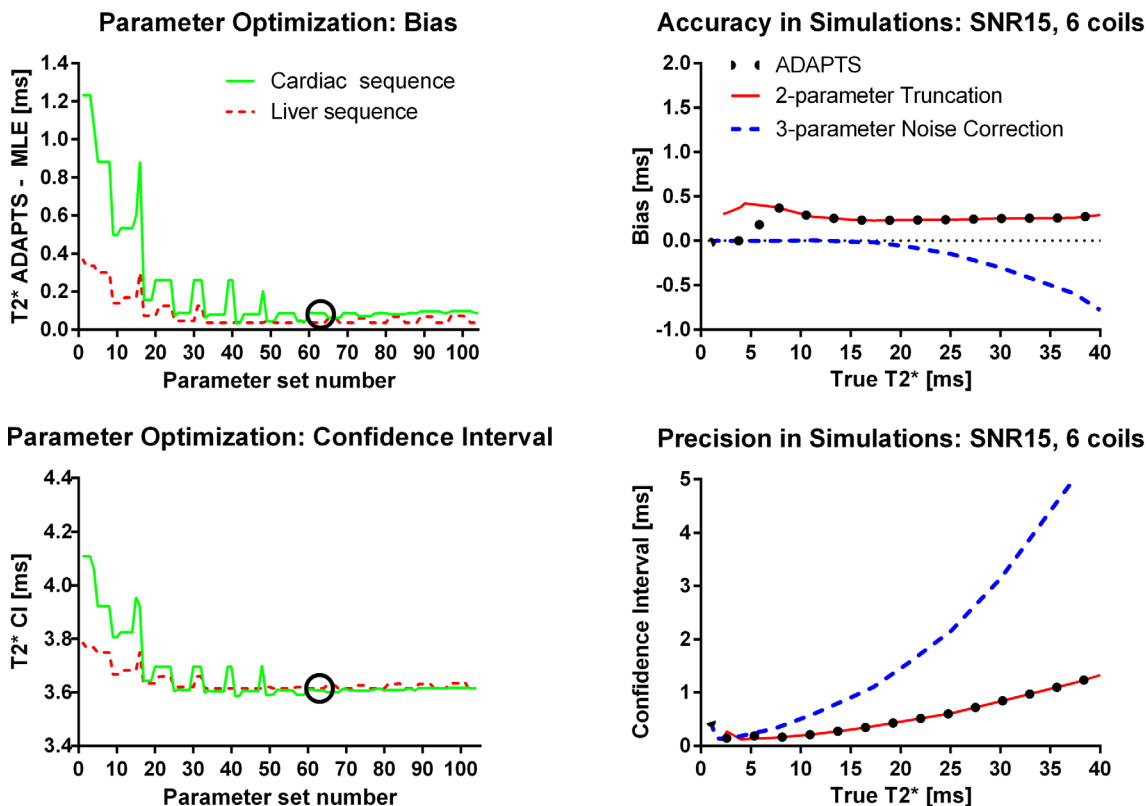 Parameter Optimization: Bias
T2* ADAPTS - MLE [ms]
1.4
1.2
1.0
0.8
0.6
0.4
0.2
0.0
Cardiac sequence
Liver sequence
0 10 20 30 40 50 60 70 80 90 100
Parameter set number
Accuracy in Simulations: SNR15, 6 coils
Bias [ms]
2.0
1.5
1.0
0.5
0.0
-0.5
-1.0
ADAPTS
2-parameter Truncation
3-parameter Noise Correction
0 5 10 15 20 25 30 35 40
True T2* [ms]
Parameter Optimization: Confidence Interval
T2* CI [ms]
4.4
4.2
4.0
3.8
3.6
3.4
0 10 20 30 40 50 60 70 80 90 100
Parameter set number
Precision in Simulations: SNR15, 6 coils
Confidence Interval [ms]
5
4
3
2
1
0
0 5 10 15 20 25 30 35 40
True T2* [ms]